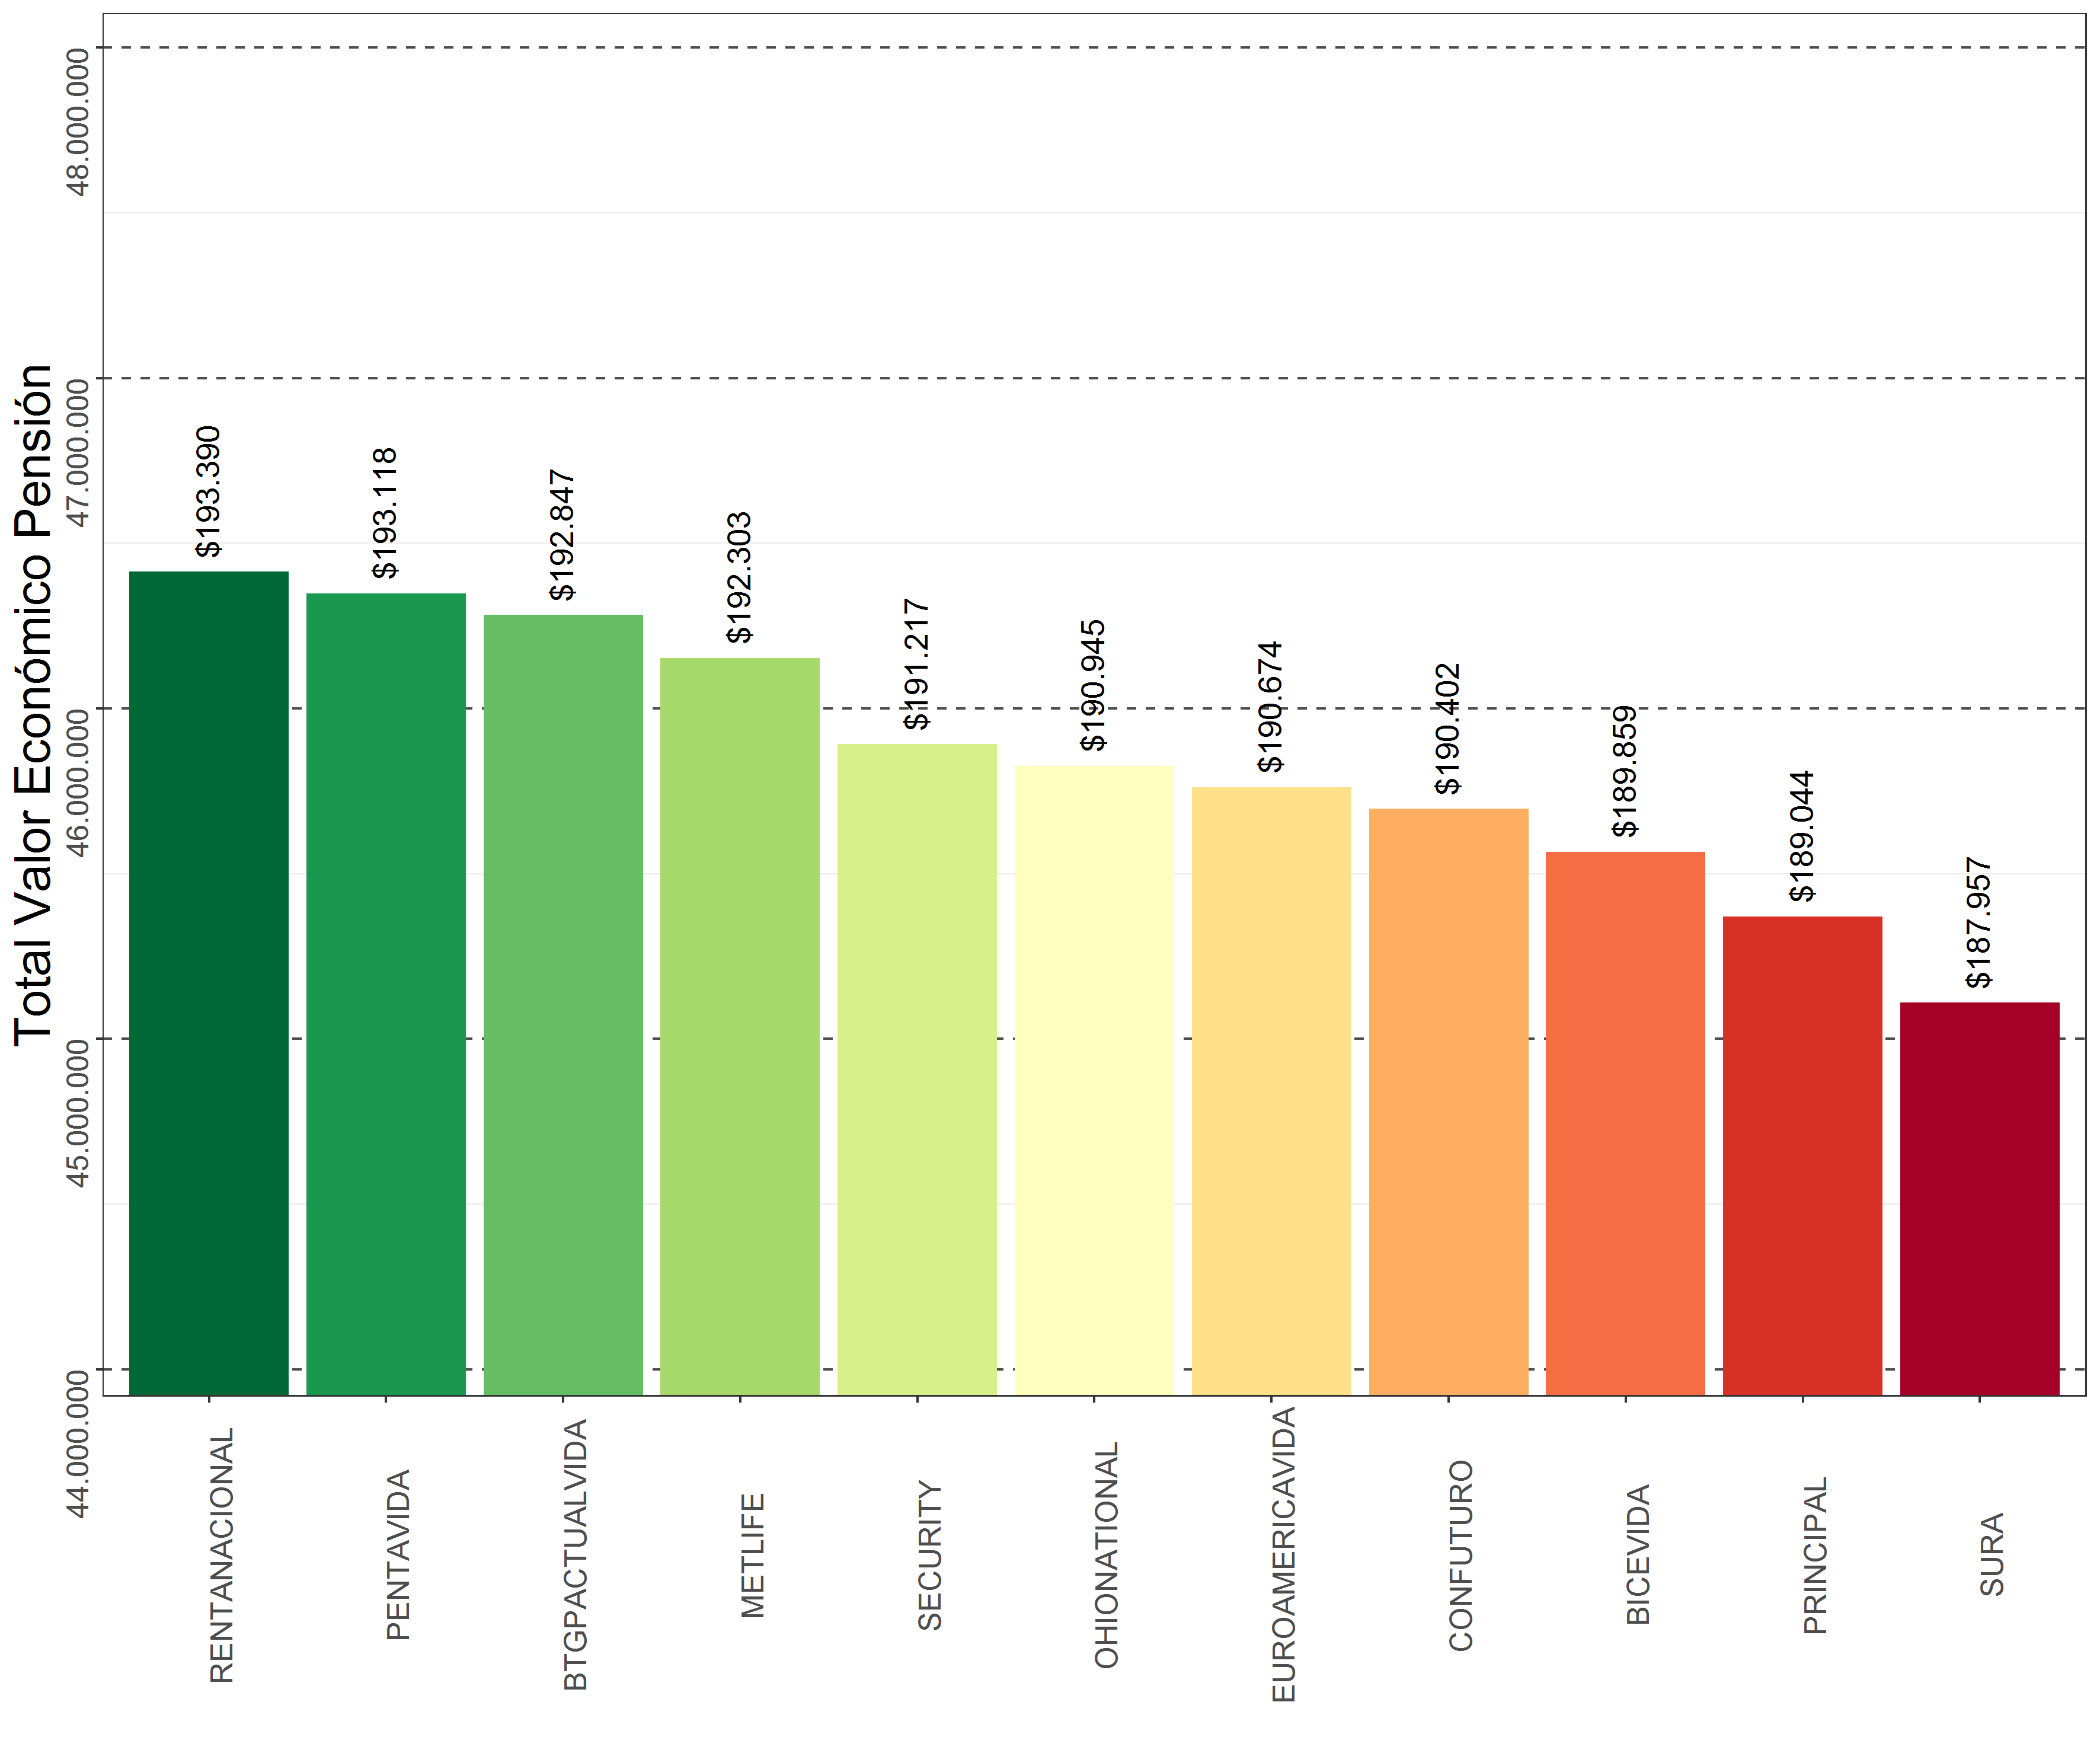 Total Valor Económico Pensión
48.000.000
47.000.000
46.000.000
45.000.000
44.000.000
$193.390
$193.118
$192.847
$192.303
$191.217
$190.945
$190.674
$190.402
$189.859
$189.044
$187.957
RENTANACIONAL
PENTAVIDA
BTGPACTUALVIDA
METLIFE
SECURITY
OHIONATIONAL
EUROAMERICAVIDA
CONFUTURO
BICEVIDA
PRINCIPAL
SURA